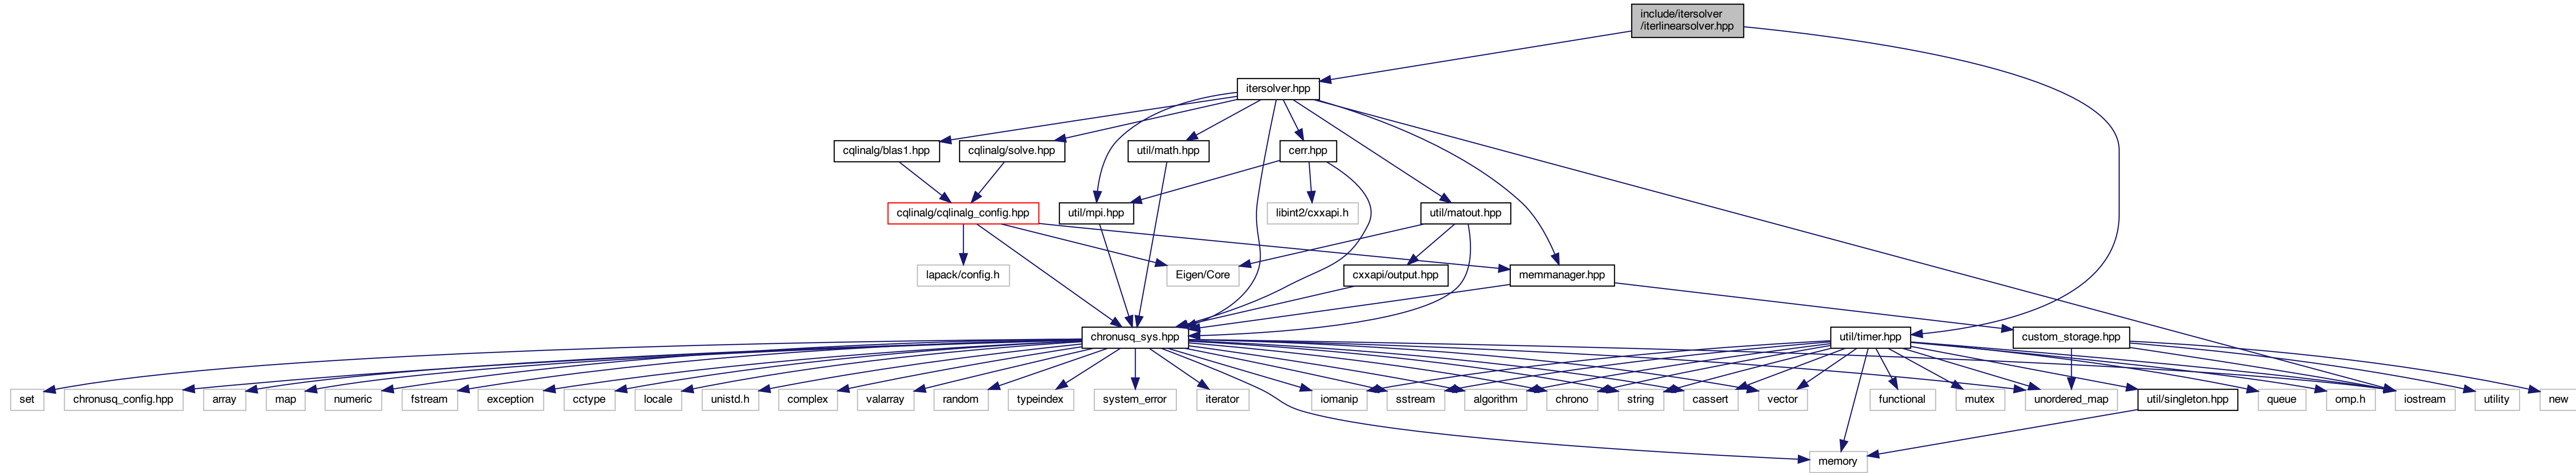 include/itersolver
/iterlinearsolver.hpp
itersolver.hpp
cqlinalg/blas1.hpp
cqlinalg/solve.hpp
util/math.hpp
cerr.hpp
cqlinalg/cqlinalg_config.hpp
util/mpi.hpp
libint2/cxxapi.h
util/matout.hpp
lapack/config.h
Eigen/Core
cxxapi/output.hpp
memmanager.hpp
chronusq_sys.hpp
util/timer.hpp
custom_storage.hpp
set
chronusq_config.hpp
array
map
numeric
fstream
exception
cctype
locale
unistd.h
complex
valarray
random
typeindex
system_error
iterator
iomanip
sstream
algorithm
chrono
string
cassert
vector
functional
mutex
unordered_map
util/singleton.hpp
queue
omp.h
iostream
utility
new
memory